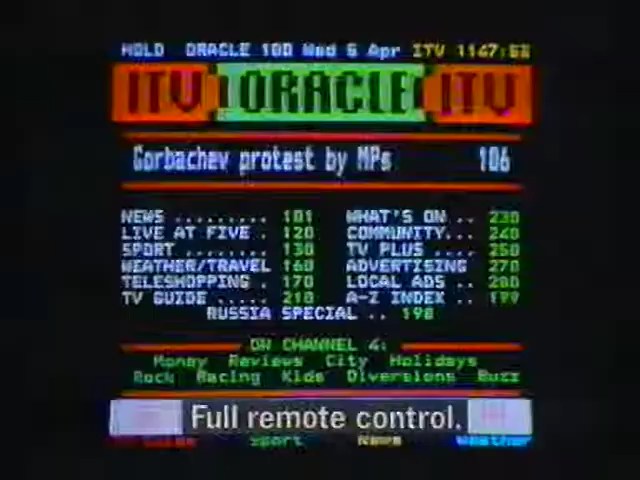 HOLD ORACLE 100 Wed 5 Apr ITV 1147:58
ITV ORACLE ITV
Gorbachev protest by MPs 106
NEWS ......... 101 WHAT'S ON .. 230
LIVE AT FIVE . 120 COMMUNITY... 240
SPORT ........ 130 TV PLUS .... 250
WEATHER/TRAVEL 160 ADVERTISING 270
TELESHOPPING . 170 LOCAL ADS .. 280
TV GUIDE ..... 210 A-Z INDEX .. 199
RUSSIA SPECIAL .. 198
ON CHANNEL 4:
Money Reviews City Holidays
Rock Racing Kids Diversions Buzz
Full remote control.
TV Guide Sport News Weather